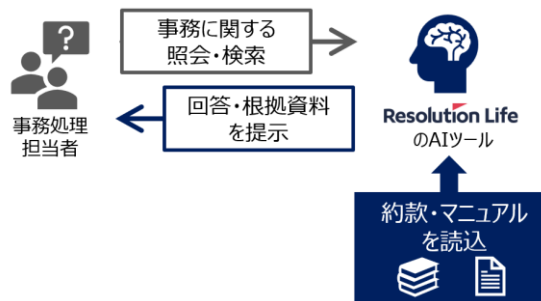 ?
事務に関する
照会・検索
回答・根拠資料
を提示
事務処理
担当者
Resolution Life
のAIツール
約款・マニュアル
を読込